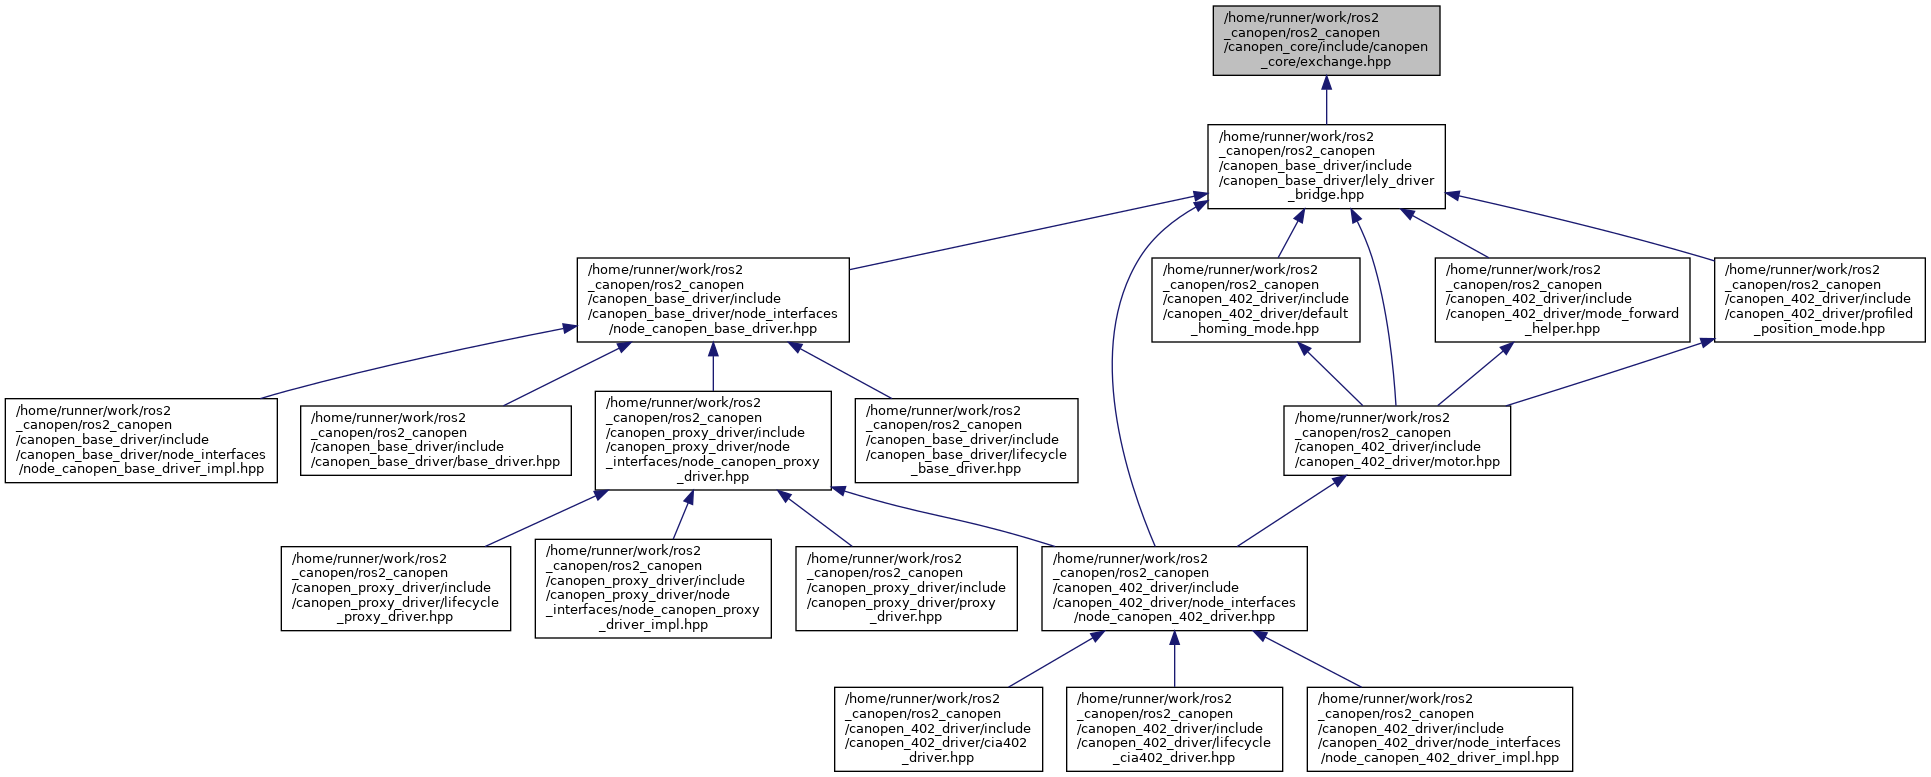 /home/runner/work/ros2
_canopen/ros2_canopen
/canopen_core/include/canopen
_core/exchange.hpp
/home/runner/work/ros2
_canopen/ros2_canopen
/canopen_base_driver/include
/canopen_base_driver/lely_driver
_bridge.hpp
/home/runner/work/ros2
_canopen/ros2_canopen
/canopen_base_driver/include
/canopen_base_driver/node_interfaces
/node_canopen_base_driver.hpp
/home/runner/work/ros2
_canopen/ros2_canopen
/canopen_402_driver/include
/canopen_402_driver/default
_homing_mode.hpp
/home/runner/work/ros2
_canopen/ros2_canopen
/canopen_402_driver/include
/canopen_402_driver/mode_forward
_helper.hpp
/home/runner/work/ros2
_canopen/ros2_canopen
/canopen_402_driver/include
/canopen_402_driver/profiled
_position_mode.hpp
/home/runner/work/ros2
_canopen/ros2_canopen
/canopen_base_driver/include
/canopen_base_driver/node_interfaces
/node_canopen_base_driver_impl.hpp
/home/runner/work/ros2
_canopen/ros2_canopen
/canopen_base_driver/include
/canopen_base_driver/base_driver.hpp
/home/runner/work/ros2
_canopen/ros2_canopen
/canopen_proxy_driver/include
/canopen_proxy_driver/node
_interfaces/node_canopen_proxy
_driver.hpp
/home/runner/work/ros2
_canopen/ros2_canopen
/canopen_base_driver/include
/canopen_base_driver/lifecycle
_base_driver.hpp
/home/runner/work/ros2
_canopen/ros2_canopen
/canopen_402_driver/include
/canopen_402_driver/motor.hpp
/home/runner/work/ros2
_canopen/ros2_canopen
/canopen_proxy_driver/include
/canopen_proxy_driver/lifecycle
_proxy_driver.hpp
/home/runner/work/ros2
_canopen/ros2_canopen
/canopen_proxy_driver/include
/canopen_proxy_driver/node
_interfaces/node_canopen_proxy
_driver_impl.hpp
/home/runner/work/ros2
_canopen/ros2_canopen
/canopen_proxy_driver/include
/canopen_proxy_driver/proxy
_driver.hpp
/home/runner/work/ros2
_canopen/ros2_canopen
/canopen_402_driver/include
/canopen_402_driver/node_interfaces
/node_canopen_402_driver.hpp
/home/runner/work/ros2
_canopen/ros2_canopen
/canopen_402_driver/include
/canopen_402_driver/cia402
_driver.hpp
/home/runner/work/ros2
_canopen/ros2_canopen
/canopen_402_driver/include
/canopen_402_driver/lifecycle
_cia402_driver.hpp
/home/runner/work/ros2
_canopen/ros2_canopen
/canopen_402_driver/include
/canopen_402_driver/node_interfaces
/node_canopen_402_driver_impl.hpp